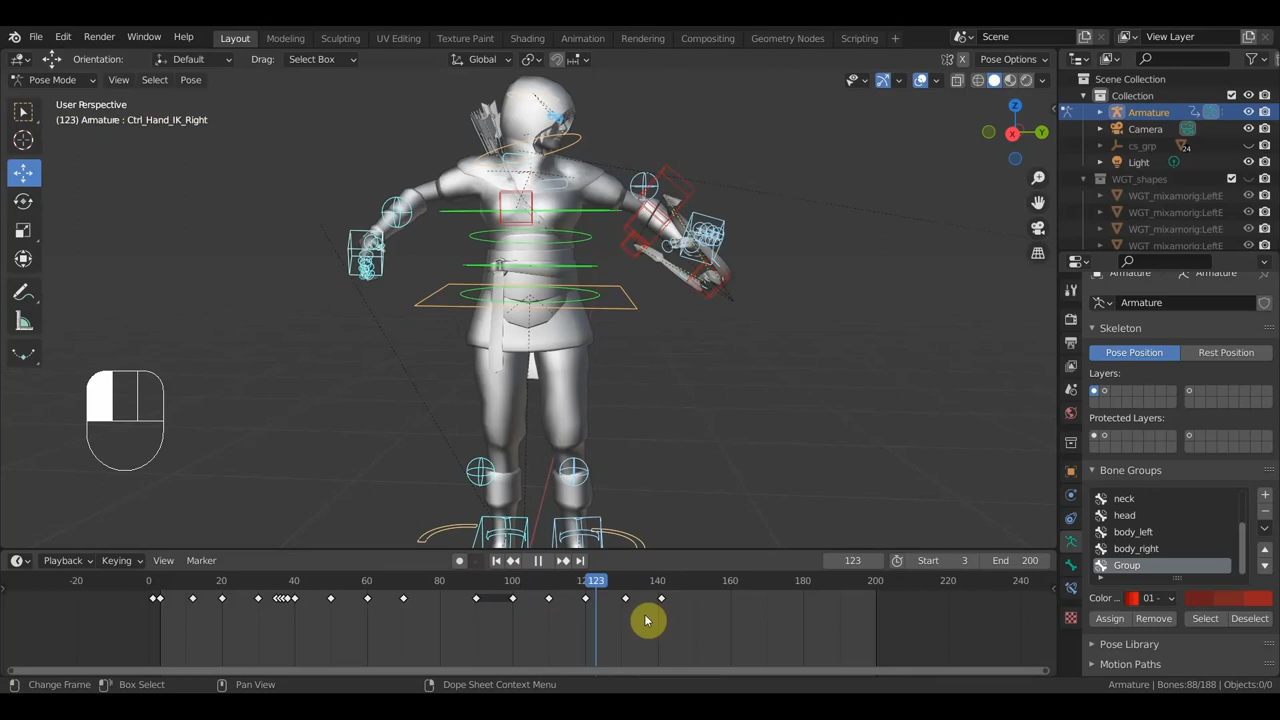 File Edit Render Window Help Layout Modeling Sculpting UV Editing Texture Paint Shading Animation Rendering Compositing Geometry Nodes Scripting + Scene View Layer
Orientation: Default Drag: Select Box Global Pose Options
Pose Mode View Select Pose
User Perspective
(123) Armature : Ctrl_Hand_IK_Right
Z
Y
X
Scene Collection
Collection
Armature
Camera
cs_grp 24
Light
WGT_shapes
WGT_mixamorig:LeftE
WGT_mixamorig:LeftE
WGT_mixamorig:LeftE
WGT_mixamorig:LeftE
Armature Armature
Armature
Skeleton
Pose Position Rest Position
Layers:
Protected Layers:
Bone Groups
neck
head
body_left
body_right
Group
Color ... 01 -
Assign Remove Select Deselect
Pose Library
Motion Paths
Playback Keying View Marker 123 Start 3 End 200
-20 0 20 40 60 80 100 123 140 160 180 200 220 240
Change Frame Box Select Pan View Dope Sheet Context Menu Armature | Bones:88/188 | Objects:0/0